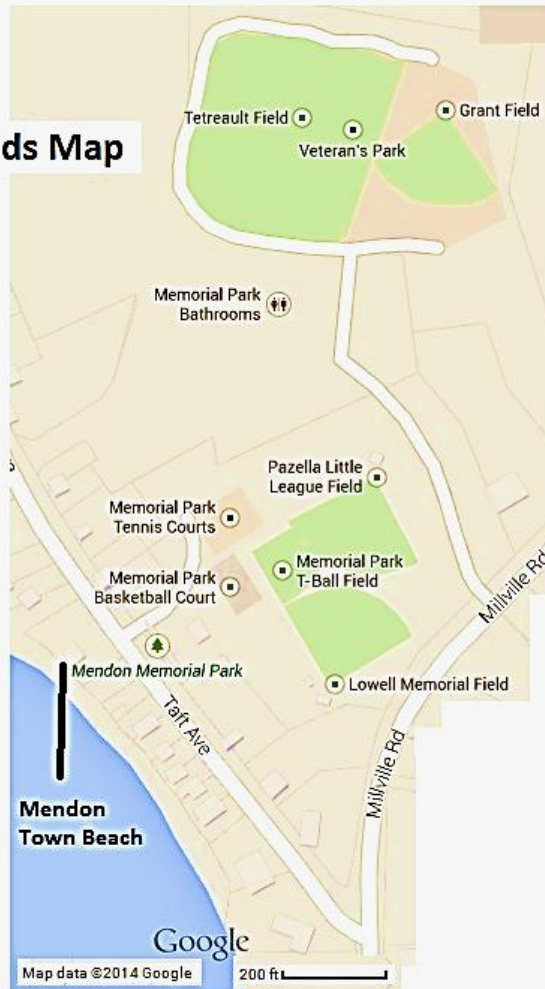 ds Map
Tetreault Field
Grant Field
Veteran's Park
Memorial Park
Bathrooms
Pazella Little
League Field
Memorial Park
Tennis Courts
Memorial Park
T-Ball Field
Memorial Park
Basketball Court
Millville Rd
Mendon Memorial Park
Lowell Memorial Field
Taft Ave
Millville Rd
Mendon
Town Beach
Google
Map data ©2014 Google
200 ft